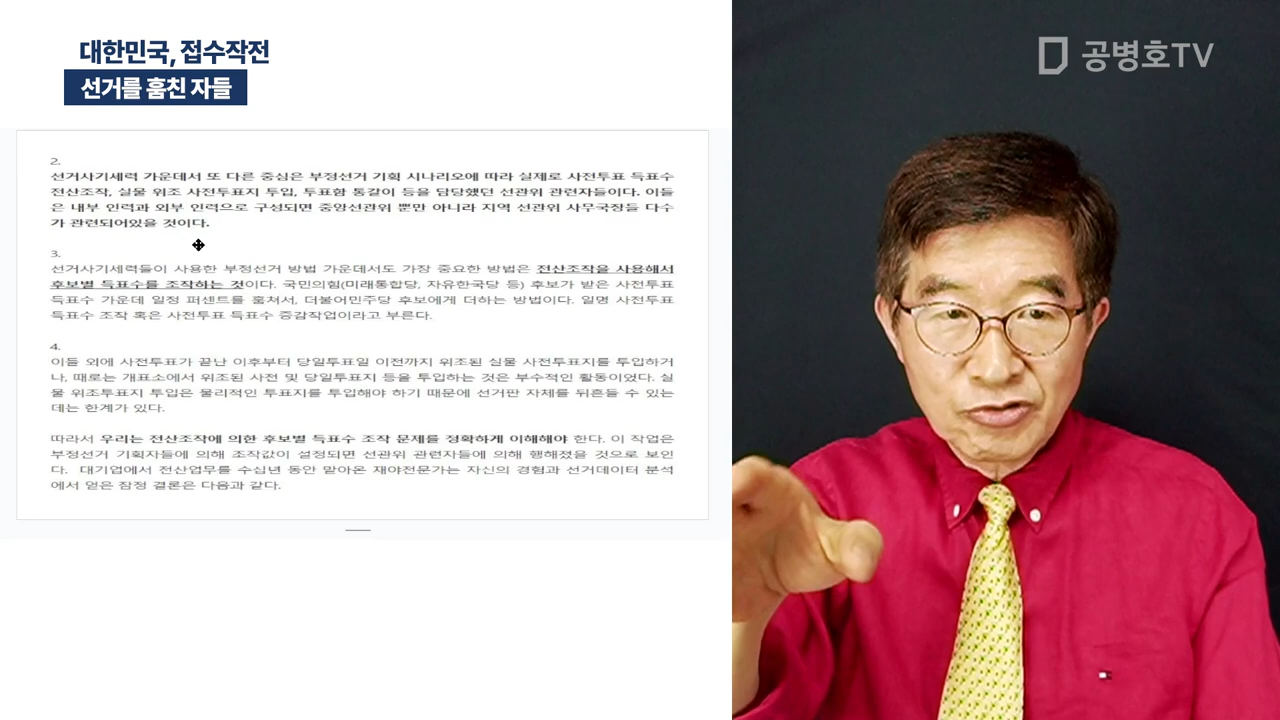 대한민국, 접수작전
선거를 훔친 자들
공병호TV
2.
선거사기세력 가운데서 또 다른 중심은 부정선거 기획 시나리오에 따라 실제로 사전투표 득표수
전산조작, 실물 위조 사전투표지 투입, 투표함 통갈이 등을 담당했던 선관위 관련자들이다. 이들
은 내부 인력과 외부 인력으로 구성되면 중앙선관위 뿐만 아니라 지역 선관위 사무국장들 다수
가 관련되어있을 것이다.
3.
선거사기세력들이 사용한 부정선거 방법 가운데서도 가장 중요한 방법은 전산조작을 사용해서
후보별 득표수를 조작하는 것이다. 국민의힘(미래통합당, 자유한국당 등) 후보가 받은 사전투표
득표수 가운데 일정 퍼센트를 훔쳐서, 더불어민주당 후보에게 더하는 방법이다. 일명 사전투표
득표수 조작 혹은 사전투표 득표수 증감작업이라고 부른다.
4.
이들 외에 사전투표가 끝난 이후부터 당일투표일 이전까지 위조된 실물 사전투표지를 투입하거
나, 때로는 개표소에서 위조된 사전 및 당일투표지 등을 투입하는 것은 부수적인 활동이었다. 실
물 위조투표지 투입은 물리적인 투표지를 투입해야 하기 때문에 선거판 자체를 뒤흔들 수 있는
데는 한계가 있다.
따라서 우리는 전산조작에 의한 후보별 득표수 조작 문제를 정확하게 이해해야 한다. 이 작업은
부정선거 기획자들에 의해 조작값이 설정되면 선관위 관련자들에 의해 행해졌을 것으로 보인
다. 대기업에서 전산업무를 수십년 동안 맡아온 재야전문가는 자신의 경험과 선거데이터 분석
에서 얻은 잠정 결론은 다음과 같다.